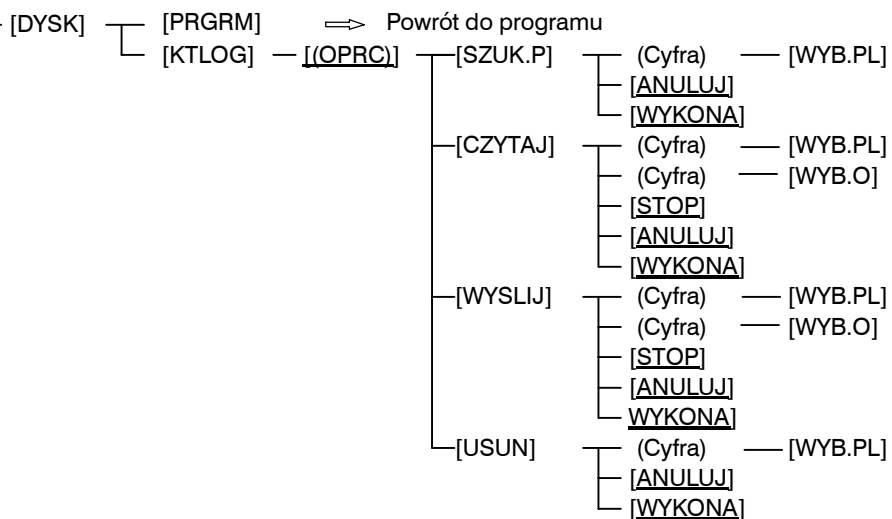 [DYSK] [PRGRM] Powrót do programu
[KTLOG] [(OPRC)] [SZUK.P] (Cyfra) [WYB.PL]
[ANULUJ]
[WYKONA]
[CZYTAJ] (Cyfra) [WYB.PL]
(Cyfra) [WYB.O]
[STOP]
[ANULUJ]
[WYKONA]
[WYSLIJ] (Cyfra) [WYB.PL]
(Cyfra) [WYB.O]
[STOP]
[ANULUJ]
WYKONA]
[USUN] (Cyfra) [WYB.PL]
[ANULUJ]
[WYKONA]